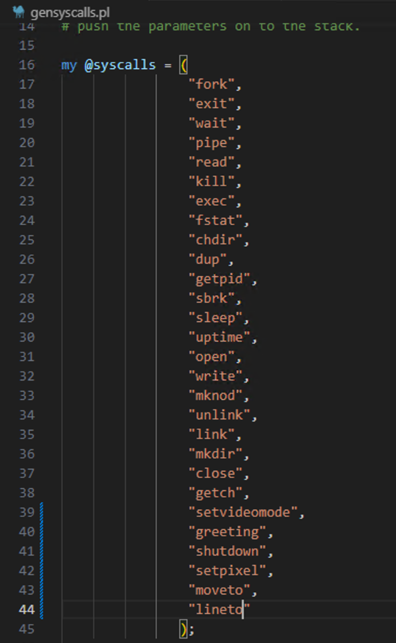 gensyscalls.pl
14 # push the parameters on to the stack.
15
16 my @syscalls = (
17 "fork",
18 "exit",
19 "wait",
20 "pipe",
21 "read",
22 "kill",
23 "exec",
24 "fstat",
25 "chdir",
26 "dup",
27 "getpid",
28 "sbrk",
29 "sleep",
30 "uptime",
31 "open",
32 "write",
33 "mknod",
34 "unlink",
35 "link",
36 "mkdir",
37 "close",
38 "getch",
39 "setvideomode",
40 "greeting",
41 "shutdown",
42 "setpixel",
43 "moveto",
44 "lineto"
45 );